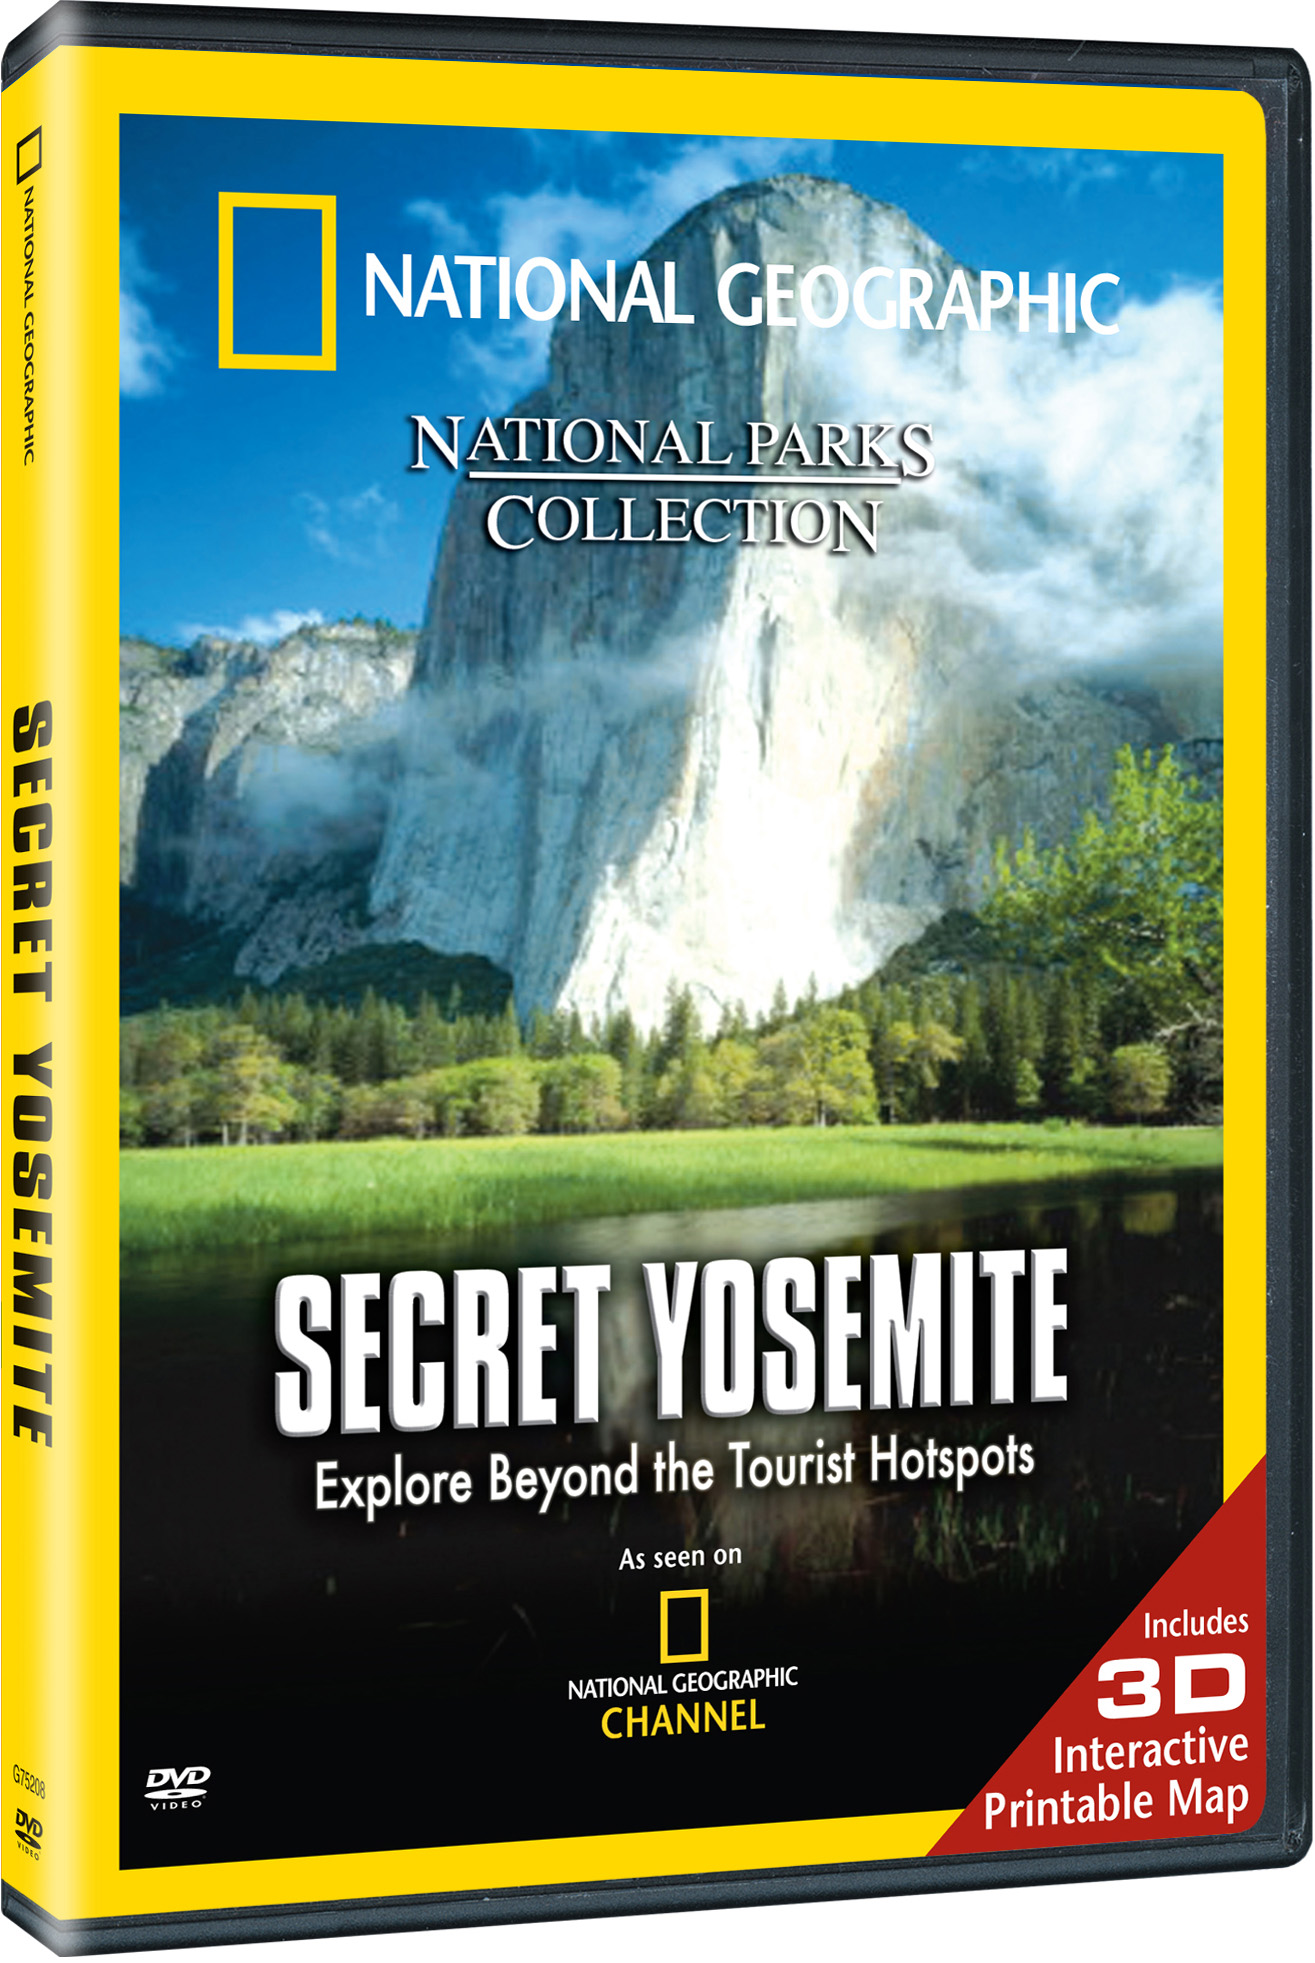 NATIONAL GEOGRAPHIC
SECRET YOSEMITE
G75208
DVD
VIDEO
NATIONAL GEOGRAPHIC
NATIONAL PARKS
COLLECTION
SECRET YOSEMITE
Explore Beyond the Tourist Hotspots
As seen on
NATIONAL GEOGRAPHIC
CHANNEL
DVD
VIDEO
Includes
3D
Interactive
Printable Map